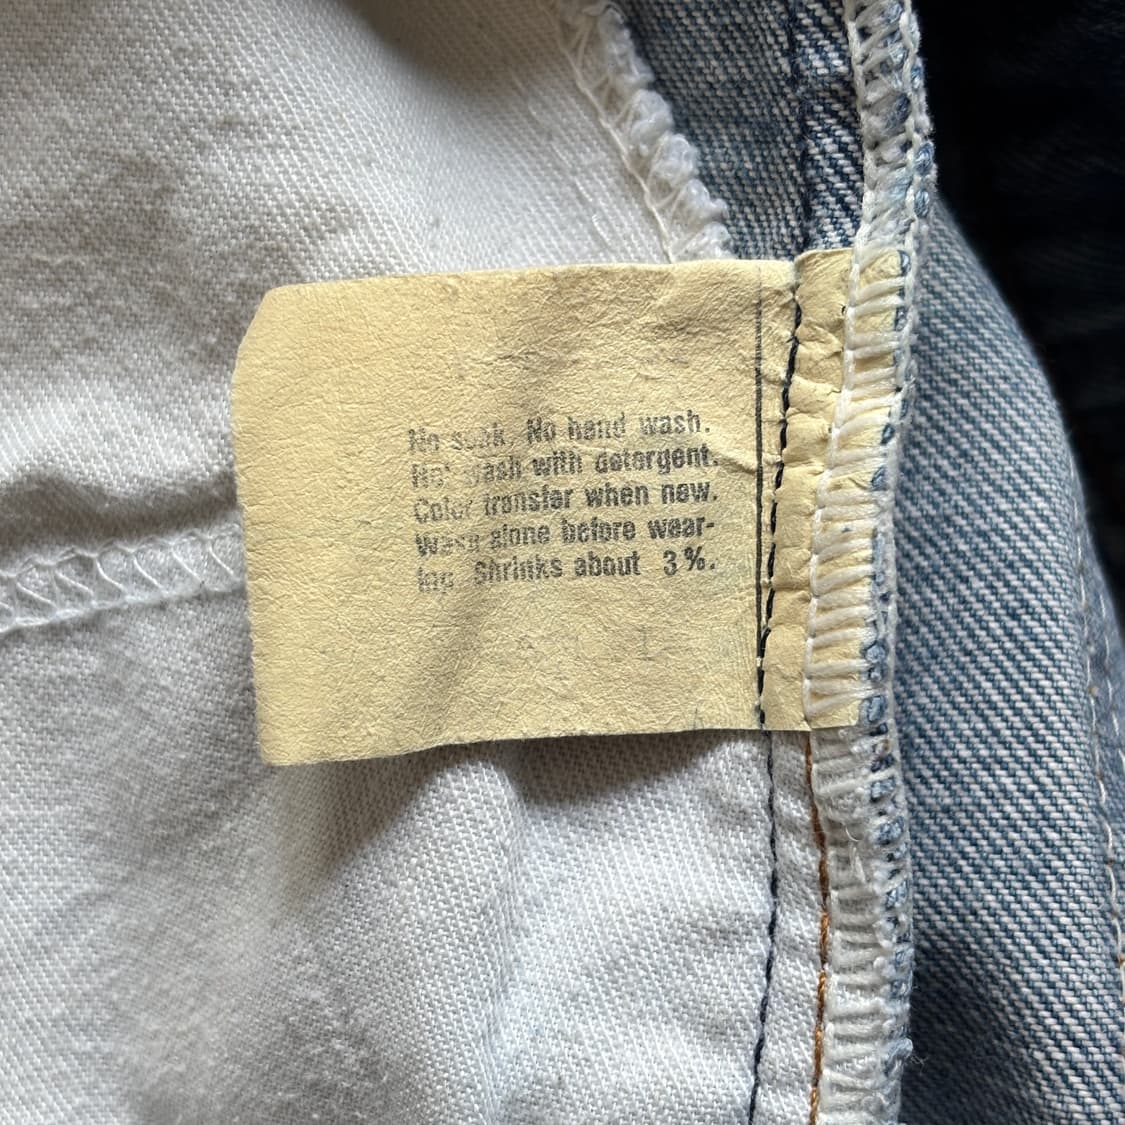 No soak No hand wash.
Not wash with detergent.
Color transfer when new.
Wash alone before wear-
ing Shrinks about 3%.